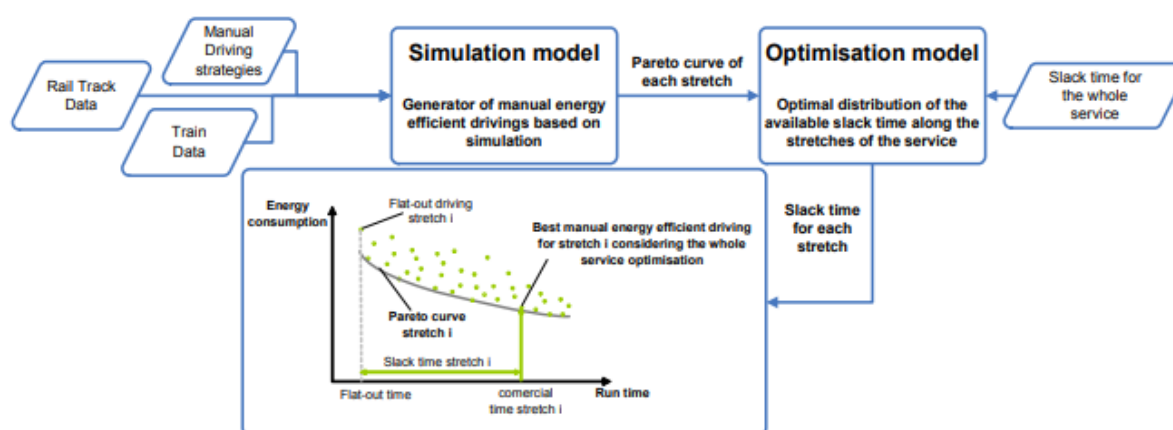 Manual
Driving
strategies
Rail Track
Data
Train
Data
Simulation model
Generator of manual energy
efficient drivings based on
simulation
Pareto curve of
each stretch
Optimisation model
Optimal distribution of the
available slack time along the
stretches of the service
Slack time for
the whole
service
Slack time
for each
stretch
Energy
consumption
Flat-out driving
stretch i
Best manual energy efficient driving
for stretch i considering the whole
service optimisation
Pareto curve
stretch i
Slack time stretch i
Flat-out time
comercial
time stretch i
Run time